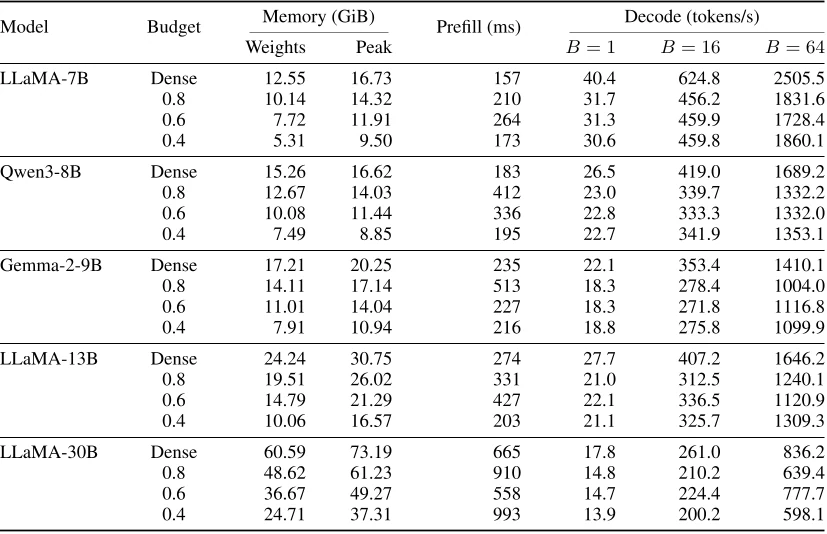 Model Budget Memory (GiB) Prefill (ms) Decode (tokens/s)
Weights Peak B = 1 B = 16 B = 64
LLaMA-7B Dense 12.55 16.73 157 40.4 624.8 2505.5
0.8 10.14 14.32 210 31.7 456.2 1831.6
0.6 7.72 11.91 264 31.3 459.9 1728.4
0.4 5.31 9.50 173 30.6 459.8 1860.1
Qwen3-8B Dense 15.26 16.62 183 26.5 419.0 1689.2
0.8 12.67 14.03 412 23.0 339.7 1332.2
0.6 10.08 11.44 336 22.8 333.3 1332.0
0.4 7.49 8.85 195 22.7 341.9 1353.1
Gemma-2-9B Dense 17.21 20.25 235 22.1 353.4 1410.1
0.8 14.11 17.14 513 18.3 278.4 1004.0
0.6 11.01 14.04 227 18.3 271.8 1116.8
0.4 7.91 10.94 216 18.8 275.8 1099.9
LLaMA-13B Dense 24.24 30.75 274 27.7 407.2 1646.2
0.8 19.51 26.02 331 21.0 312.5 1240.1
0.6 14.79 21.29 427 22.1 336.5 1120.9
0.4 10.06 16.57 203 21.1 325.7 1309.3
LLaMA-30B Dense 60.59 73.19 665 17.8 261.0 836.2
0.8 48.62 61.23 910 14.8 210.2 639.4
0.6 36.67 49.27 558 14.7 224.4 777.7
0.4 24.71 37.31 993 13.9 200.2 598.1